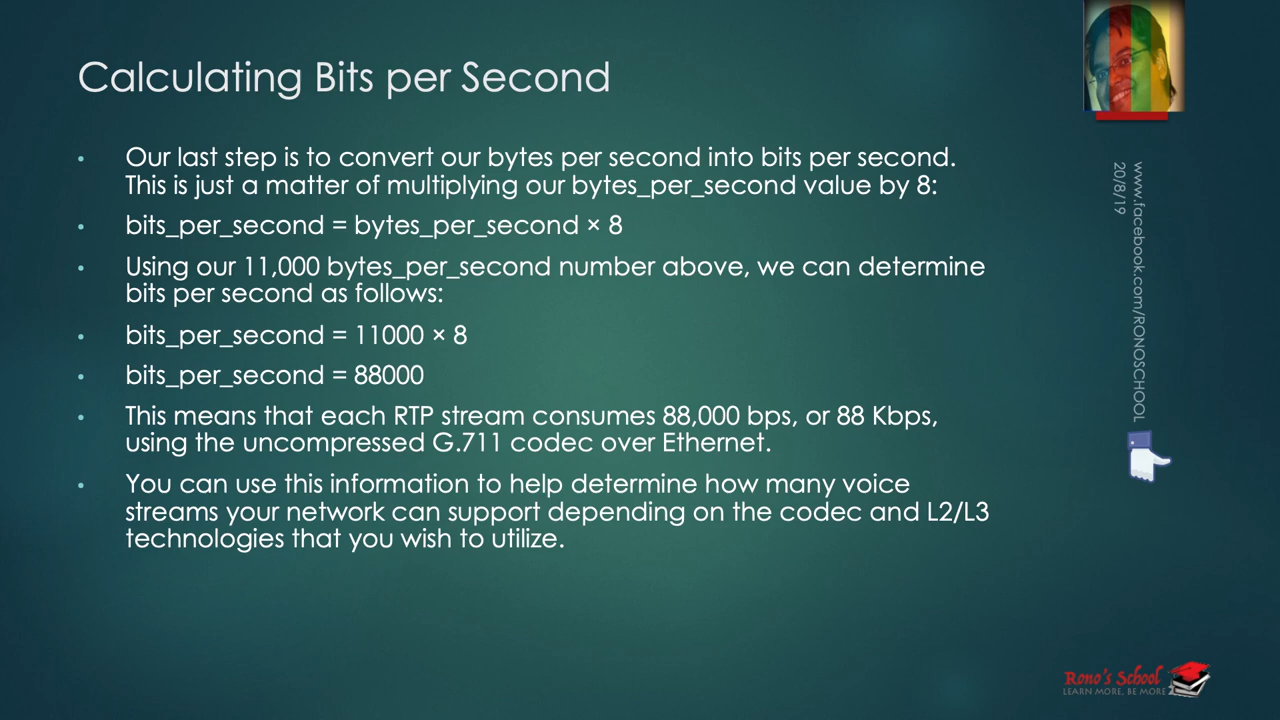 Calculating Bits per Second
• Our last step is to convert our bytes per second into bits per second.
This is just a matter of multiplying our bytes_per_second value by 8:
• bits_per_second = bytes_per_second × 8
• Using our 11,000 bytes_per_second number above, we can determine
bits per second as follows:
• bits_per_second = 11000 × 8
• bits_per_second = 88000
• This means that each RTP stream consumes 88,000 bps, or 88 Kbps,
using the uncompressed G.711 codec over Ethernet.
• You can use this information to help determine how many voice
streams your network can support depending on the codec and L2/L3
technologies that you wish to utilize.
www.facebook.com/RONOSCHOOL
20/8/19
Rono's School
LEARN MORE, BE MORE